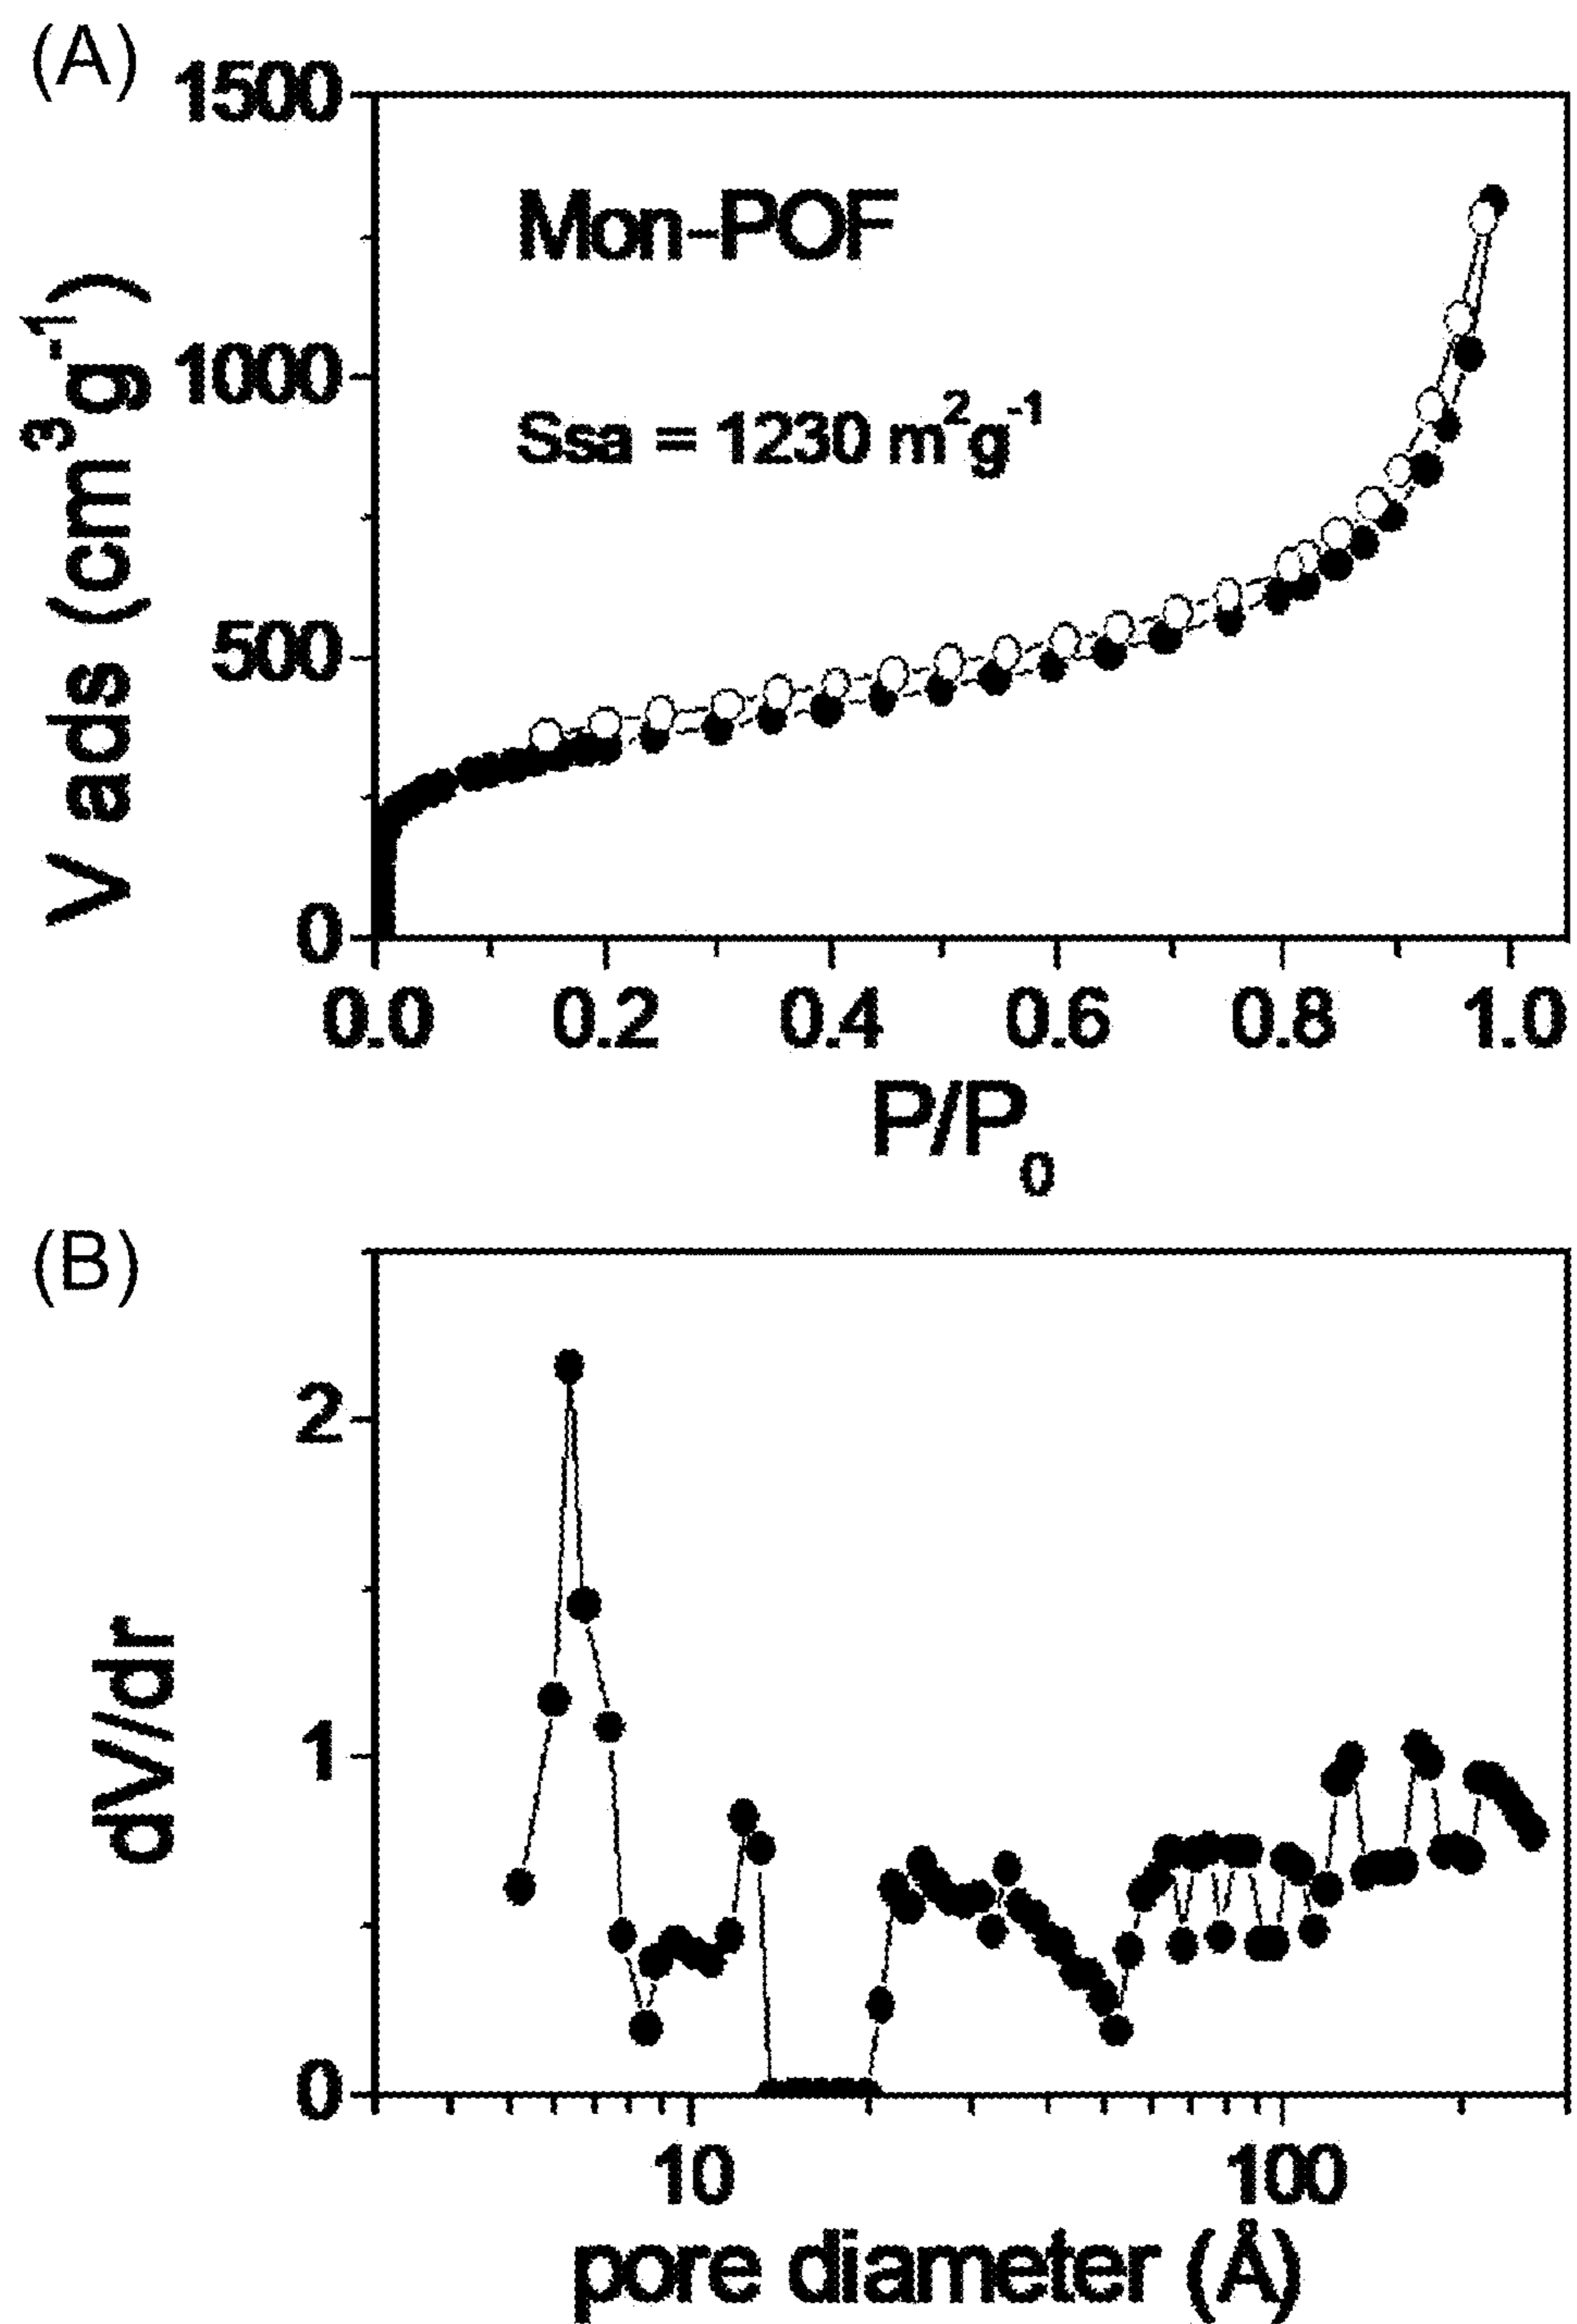 (A)
1500
1000
500
0
V ads (cm³g⁻¹)
Mon-POF
Ssa = 1230 m²g⁻¹
0.0 0.2 0.4 0.6 0.8 1.0
P/P₀
(B)
2
1
0
dV/dr
10 100
pore diameter (Å)